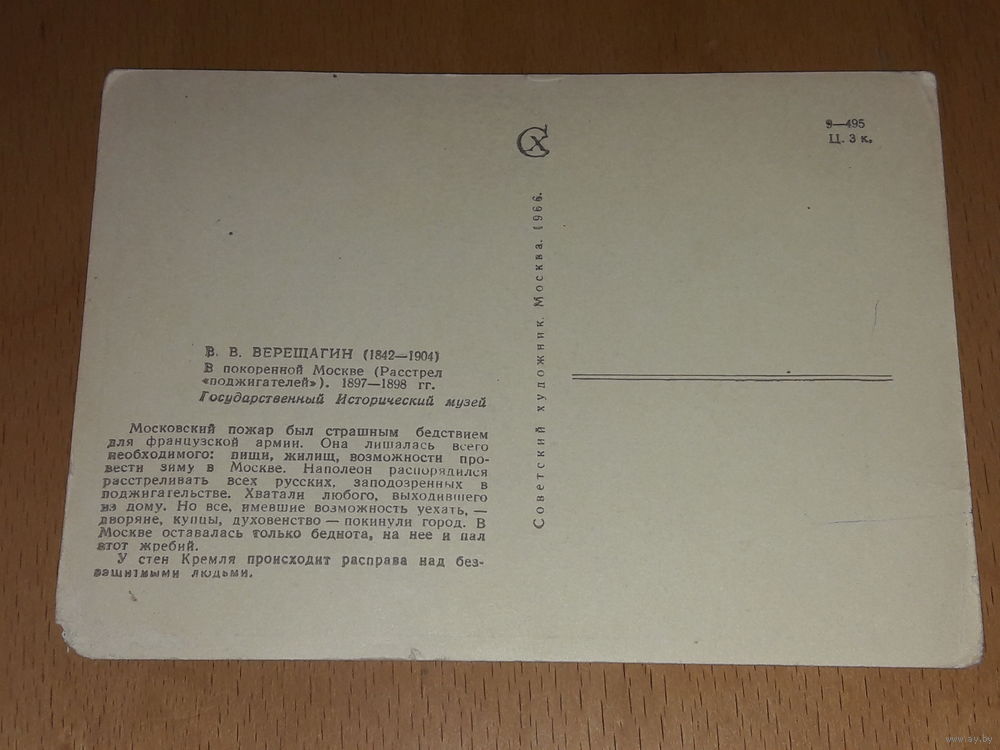 В. В. ВЕРЕЩАГИН (1842—1904)
В покоренной Москве (Расстрел
«поджигателей»). 1897—1898 гг.
Государственный Исторический музей
Московский пожар был страшным бедствием
для французской армии. Она лишалась всего
необходимого: пищи, жилищ, возможности про-
вести зиму в Москве. Наполеон распорядился
расстреливать всех русских, заподозренных в
поджигательстве. Хватали любого, выходившего
из дому. Но все, имевшие возможность уехать, —
дворяне, купцы, духовенство — покинули город. В
Москве оставалась только беднота, на нее и пал
этот жребий.
У стен Кремля происходит расправа над без-
защитными людьми.
СХ
Советский художник. Москва. 1966.
9—495
Ц. 3 к.
www.ay.by